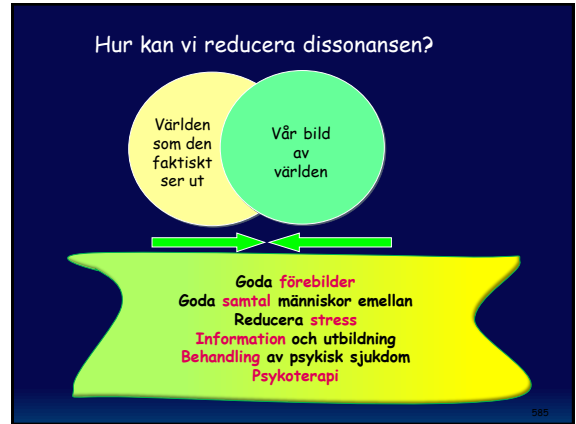 Hur kan vi reducera dissonansen?
Världen
som den
faktiskt
ser ut
Vår bild
av
världen
Goda förebilder
Goda samtal människor emellan
Reducera stress
Information och utbildning
Behandling av psykisk sjukdom
Psykoterapi
585